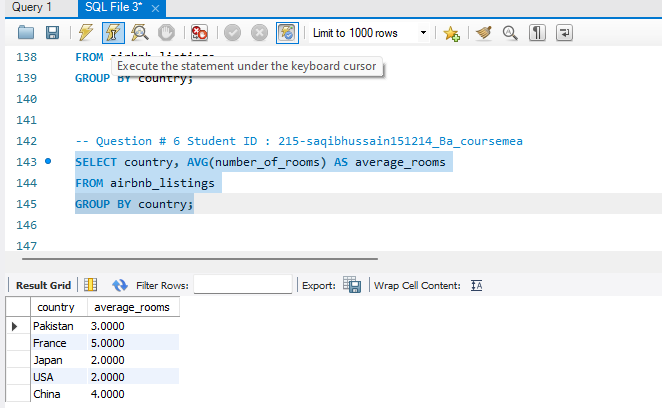 Query 1
SQL File 3*
Limit to 1000 rows
138 FROM airbnb_listings
Execute the statement under the keyboard cursor
139 GROUP BY country;
140
141
142 -- Question # 6 Student ID : 215-saqibhussain151214_Ba_coursemea
143 SELECT country, AVG(number_of_rooms) AS average_rooms
144 FROM airbnb_listings
145 GROUP BY country;
146
147
Result Grid Filter Rows: Export: Wrap Cell Content: IA
country average_rooms
Pakistan 3.0000
France 5.0000
Japan 2.0000
USA 2.0000
China 4.0000